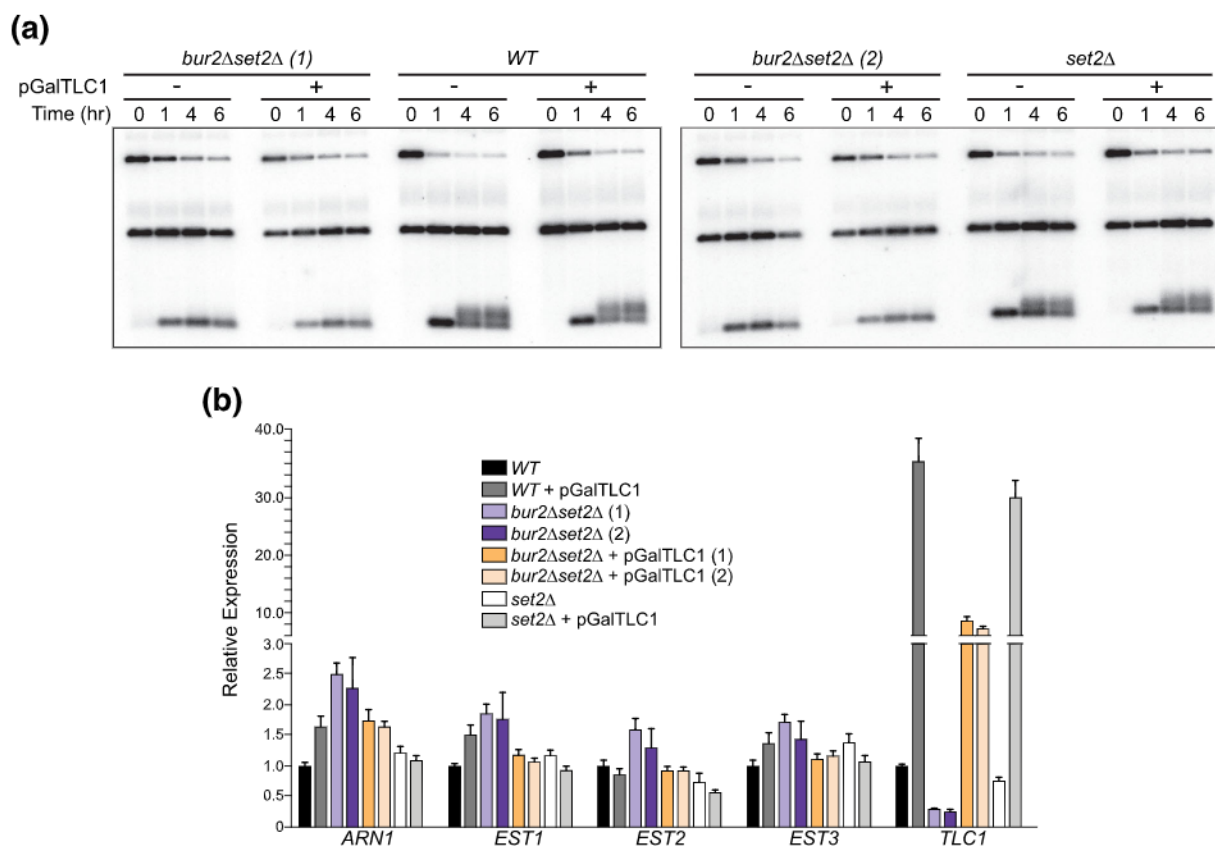 (a)
bur2Δset2Δ (1) WT bur2Δset2Δ (2) set2Δ
pGalTLC1 - + - + - + - +
Time (hr) 0 1 4 6 0 1 4 6 0 1 4 6 0 1 4 6 0 1 4 6 0 1 4 6 0 1 4 6 0 1 4 6
(b)
Relative Expression
40.0
30.0
20.0
10.0
3.0
2.5
2.0
1.5
1.0
0.5
0
WT
WT + pGalTLC1
bur2Δset2Δ (1)
bur2Δset2Δ (2)
bur2Δset2Δ + pGalTLC1 (1)
bur2Δset2Δ + pGalTLC1 (2)
set2Δ
set2Δ + pGalTLC1
ARN1 EST1 EST2 EST3 TLC1